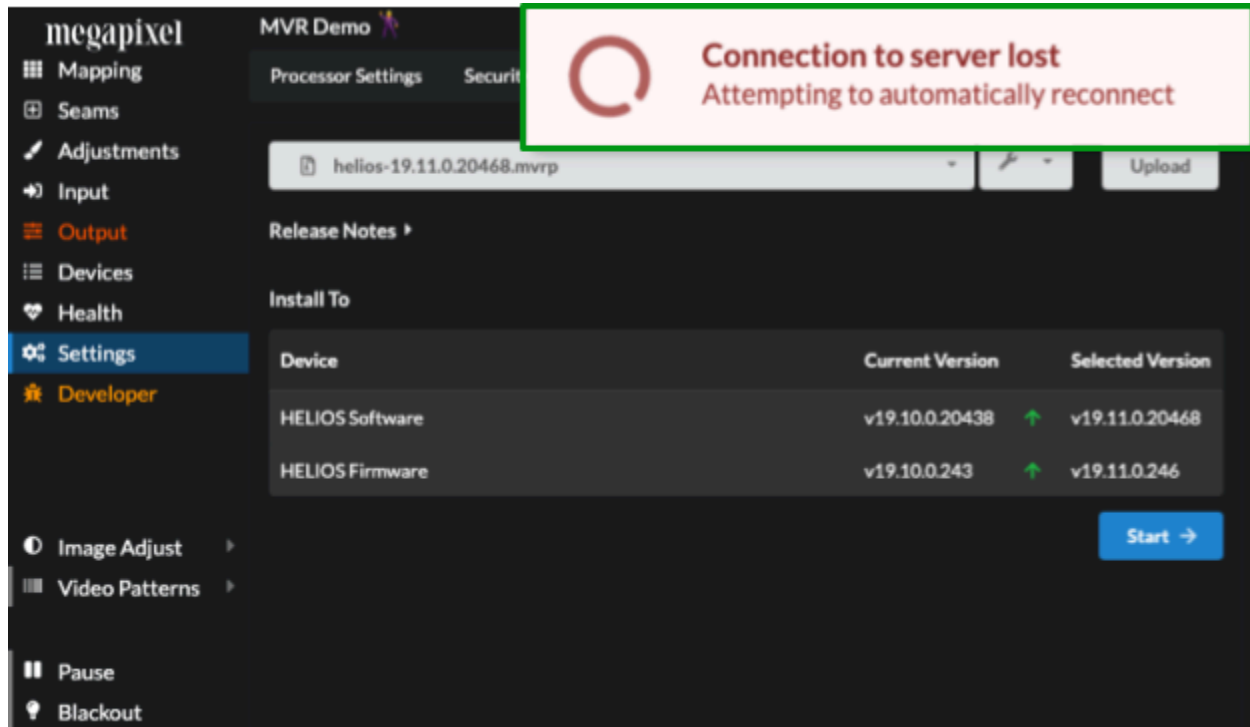 megapixel
MVR Demo
Connection to server lost
Attempting to automatically reconnect
Mapping
Seams
Adjustments
Input
Output
Devices
Health
Settings
Developer
Image Adjust
Video Patterns
Pause
Blackout
Processor Settings Securit
helios-19.11.0.20468.mvrp
Upload
Release Notes
Install To
Device Current Version Selected Version
HELIOS Software v19.10.0.20438 v19.11.0.20468
HELIOS Firmware v19.10.0.243 v19.11.0.246
Start